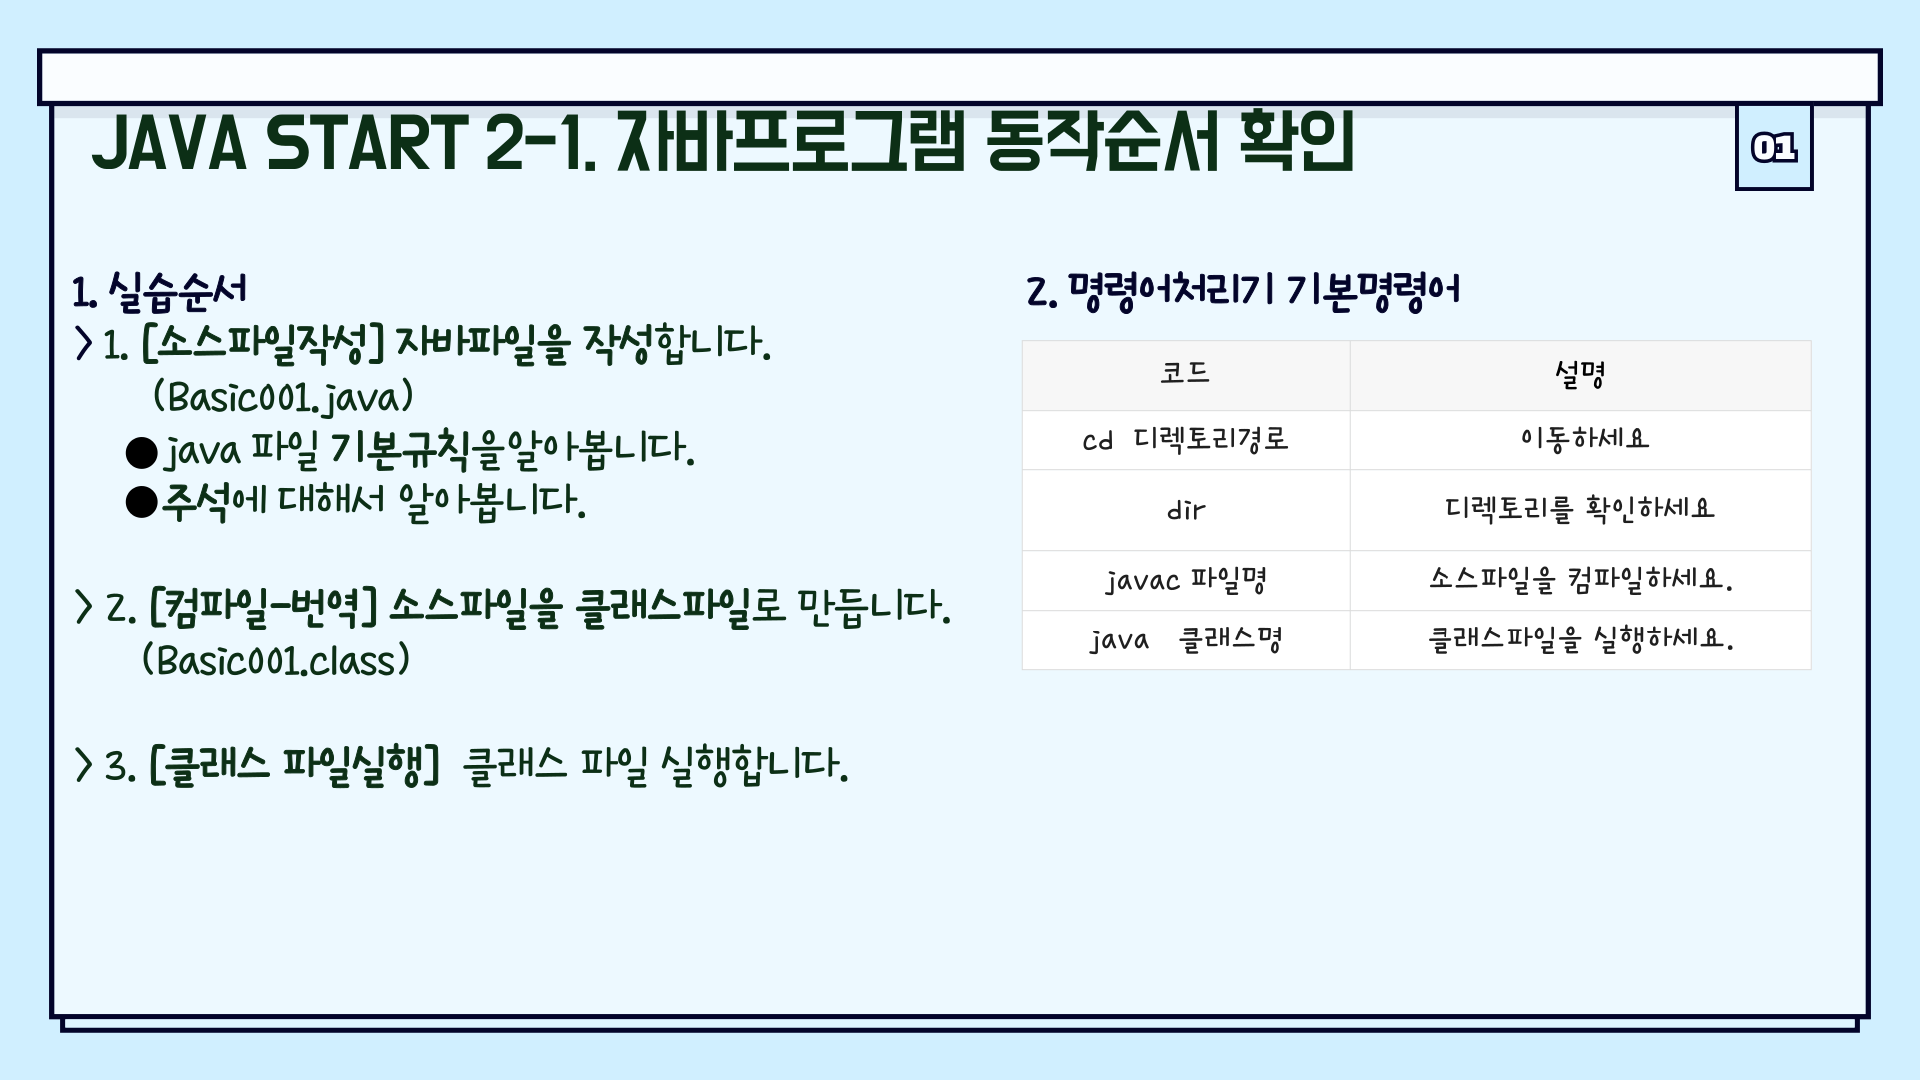 JAVA START 2-1. 자바프로그램 동작순서 확인
01
1. 실습순서
> 1. [소스파일작성] 자바파일을 작성합니다.
(Basic001.java)
● java 파일 기본규칙을알아봅니다.
● 주석에 대해서 알아봅니다.
> 2. [컴파일-번역] 소스파일을 클래스파일로 만듭니다.
(Basic001.class)
> 3. [클래스 파일실행] 클래스 파일 실행합니다.
2. 명령어처리기 기본명령어
코드 설명
cd 디렉토리경로 이동하세요
dir 디렉토리를 확인하세요
javac 파일명 소스파일을 컴파일하세요.
java 클래스명 클래스파일을 실행하세요.